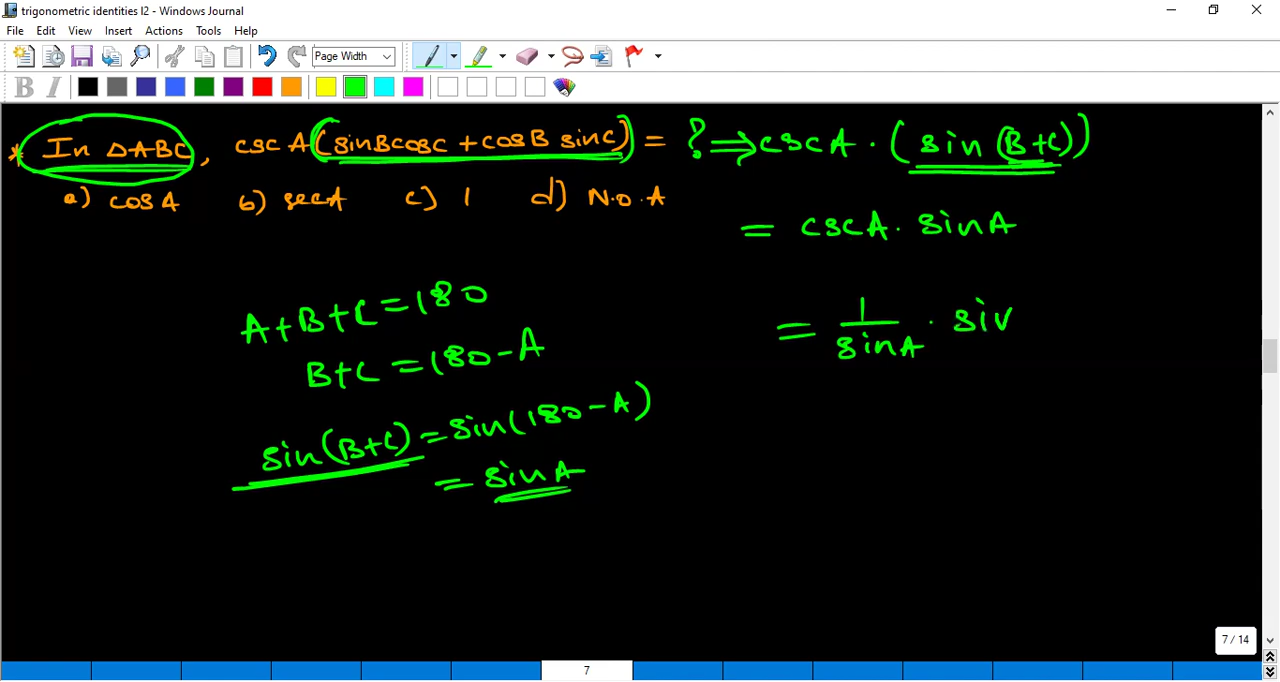 trigonometric identities l2 - Windows Journal
File Edit View Insert Actions Tools Help
Page Width
B I
* In ΔABC, csc A (sinBcosC + cosB sinC) = ? ⇒ cscA · (sin (B+C))
a) cosA b) secA c) 1 d) N.O.A
= cscA · sinA
A+B+C=180
B+C = 180-A
sin(B+C) = sin(180-A)
= sinA
= 1/sinA · sin
7 / 14
7